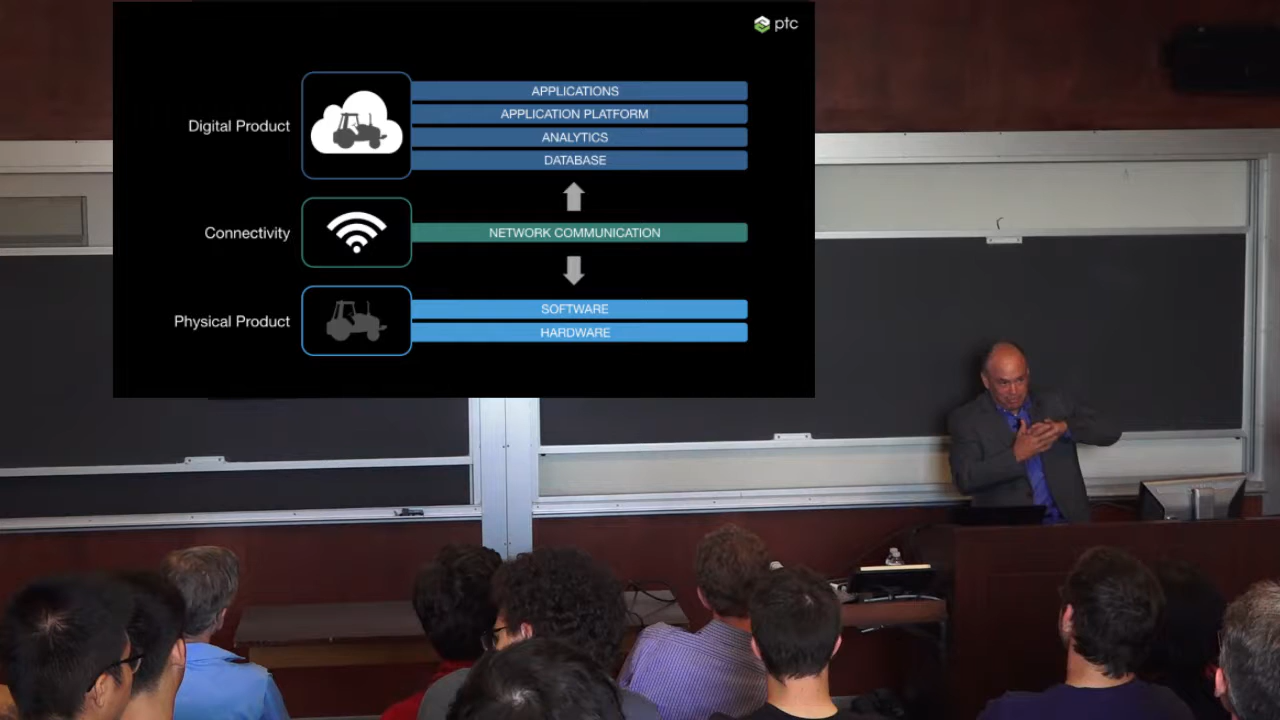 ptc
Digital Product
APPLICATIONS
APPLICATION PLATFORM
ANALYTICS
DATABASE
Connectivity
NETWORK COMMUNICATION
Physical Product
SOFTWARE
HARDWARE